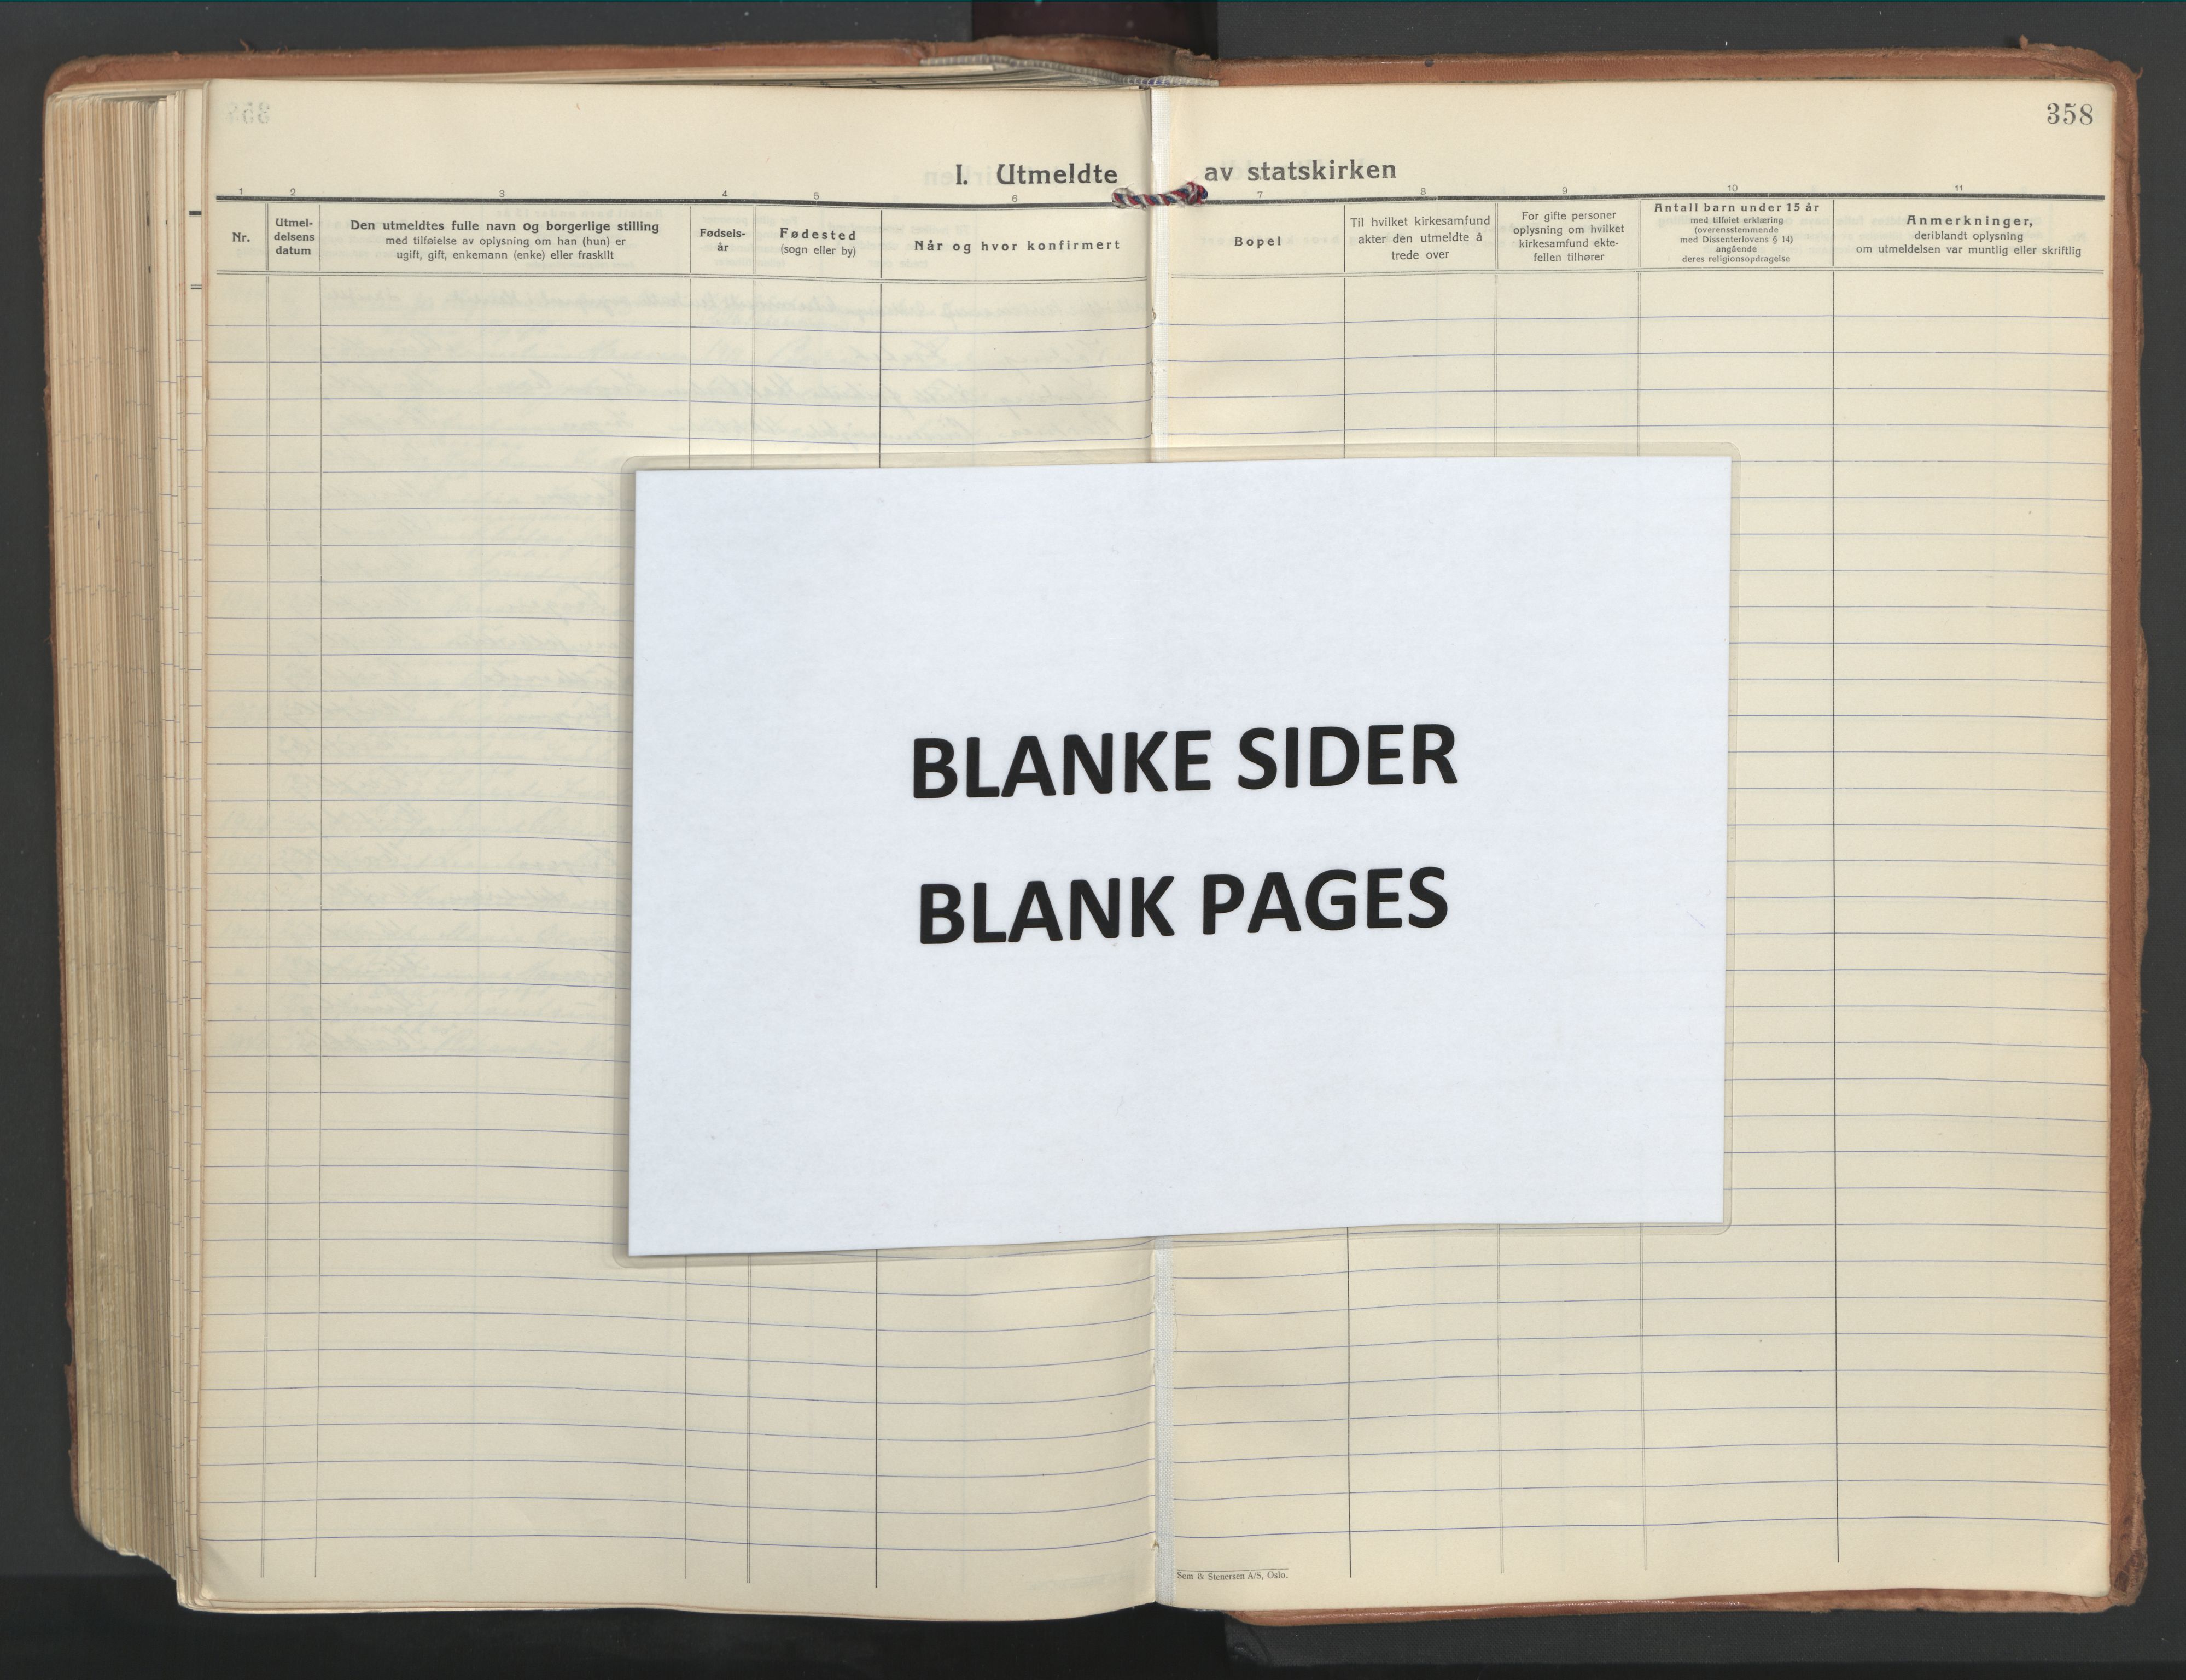 358
I. Utmeldte av statskirken
1 2 3 4 5 6 7 8 9 10 11
Nr.
Utmel-
delsens
datum
Den utmeldtes fulle navn og borgerlige stilling
med tilføielse av oplysning om han (hun) er
ugift, gift, enkemann (enke) eller fraskilt
Fødsels-
år
Fødested
(sogn eller by)
Når og hvor konfirmert
Bopel
Til hvilket kirkesamfund
akter den utmeldte å
trede over
For gifte personer
oplysning om hvilket
kirkesamfund ekte-
fellen tilhører
Antall barn under 15 år
med tilføiet erklæring
(overensstemmende
med Dissenterlovens § 14)
angående
deres religionsopdragelse
Anmerkninger,
deriblandt oplysning
om utmeldelsen var muntlig eller skriftlig
BLANKE SIDER
BLANK PAGES
Sem & Stenersen A/S, Oslo.